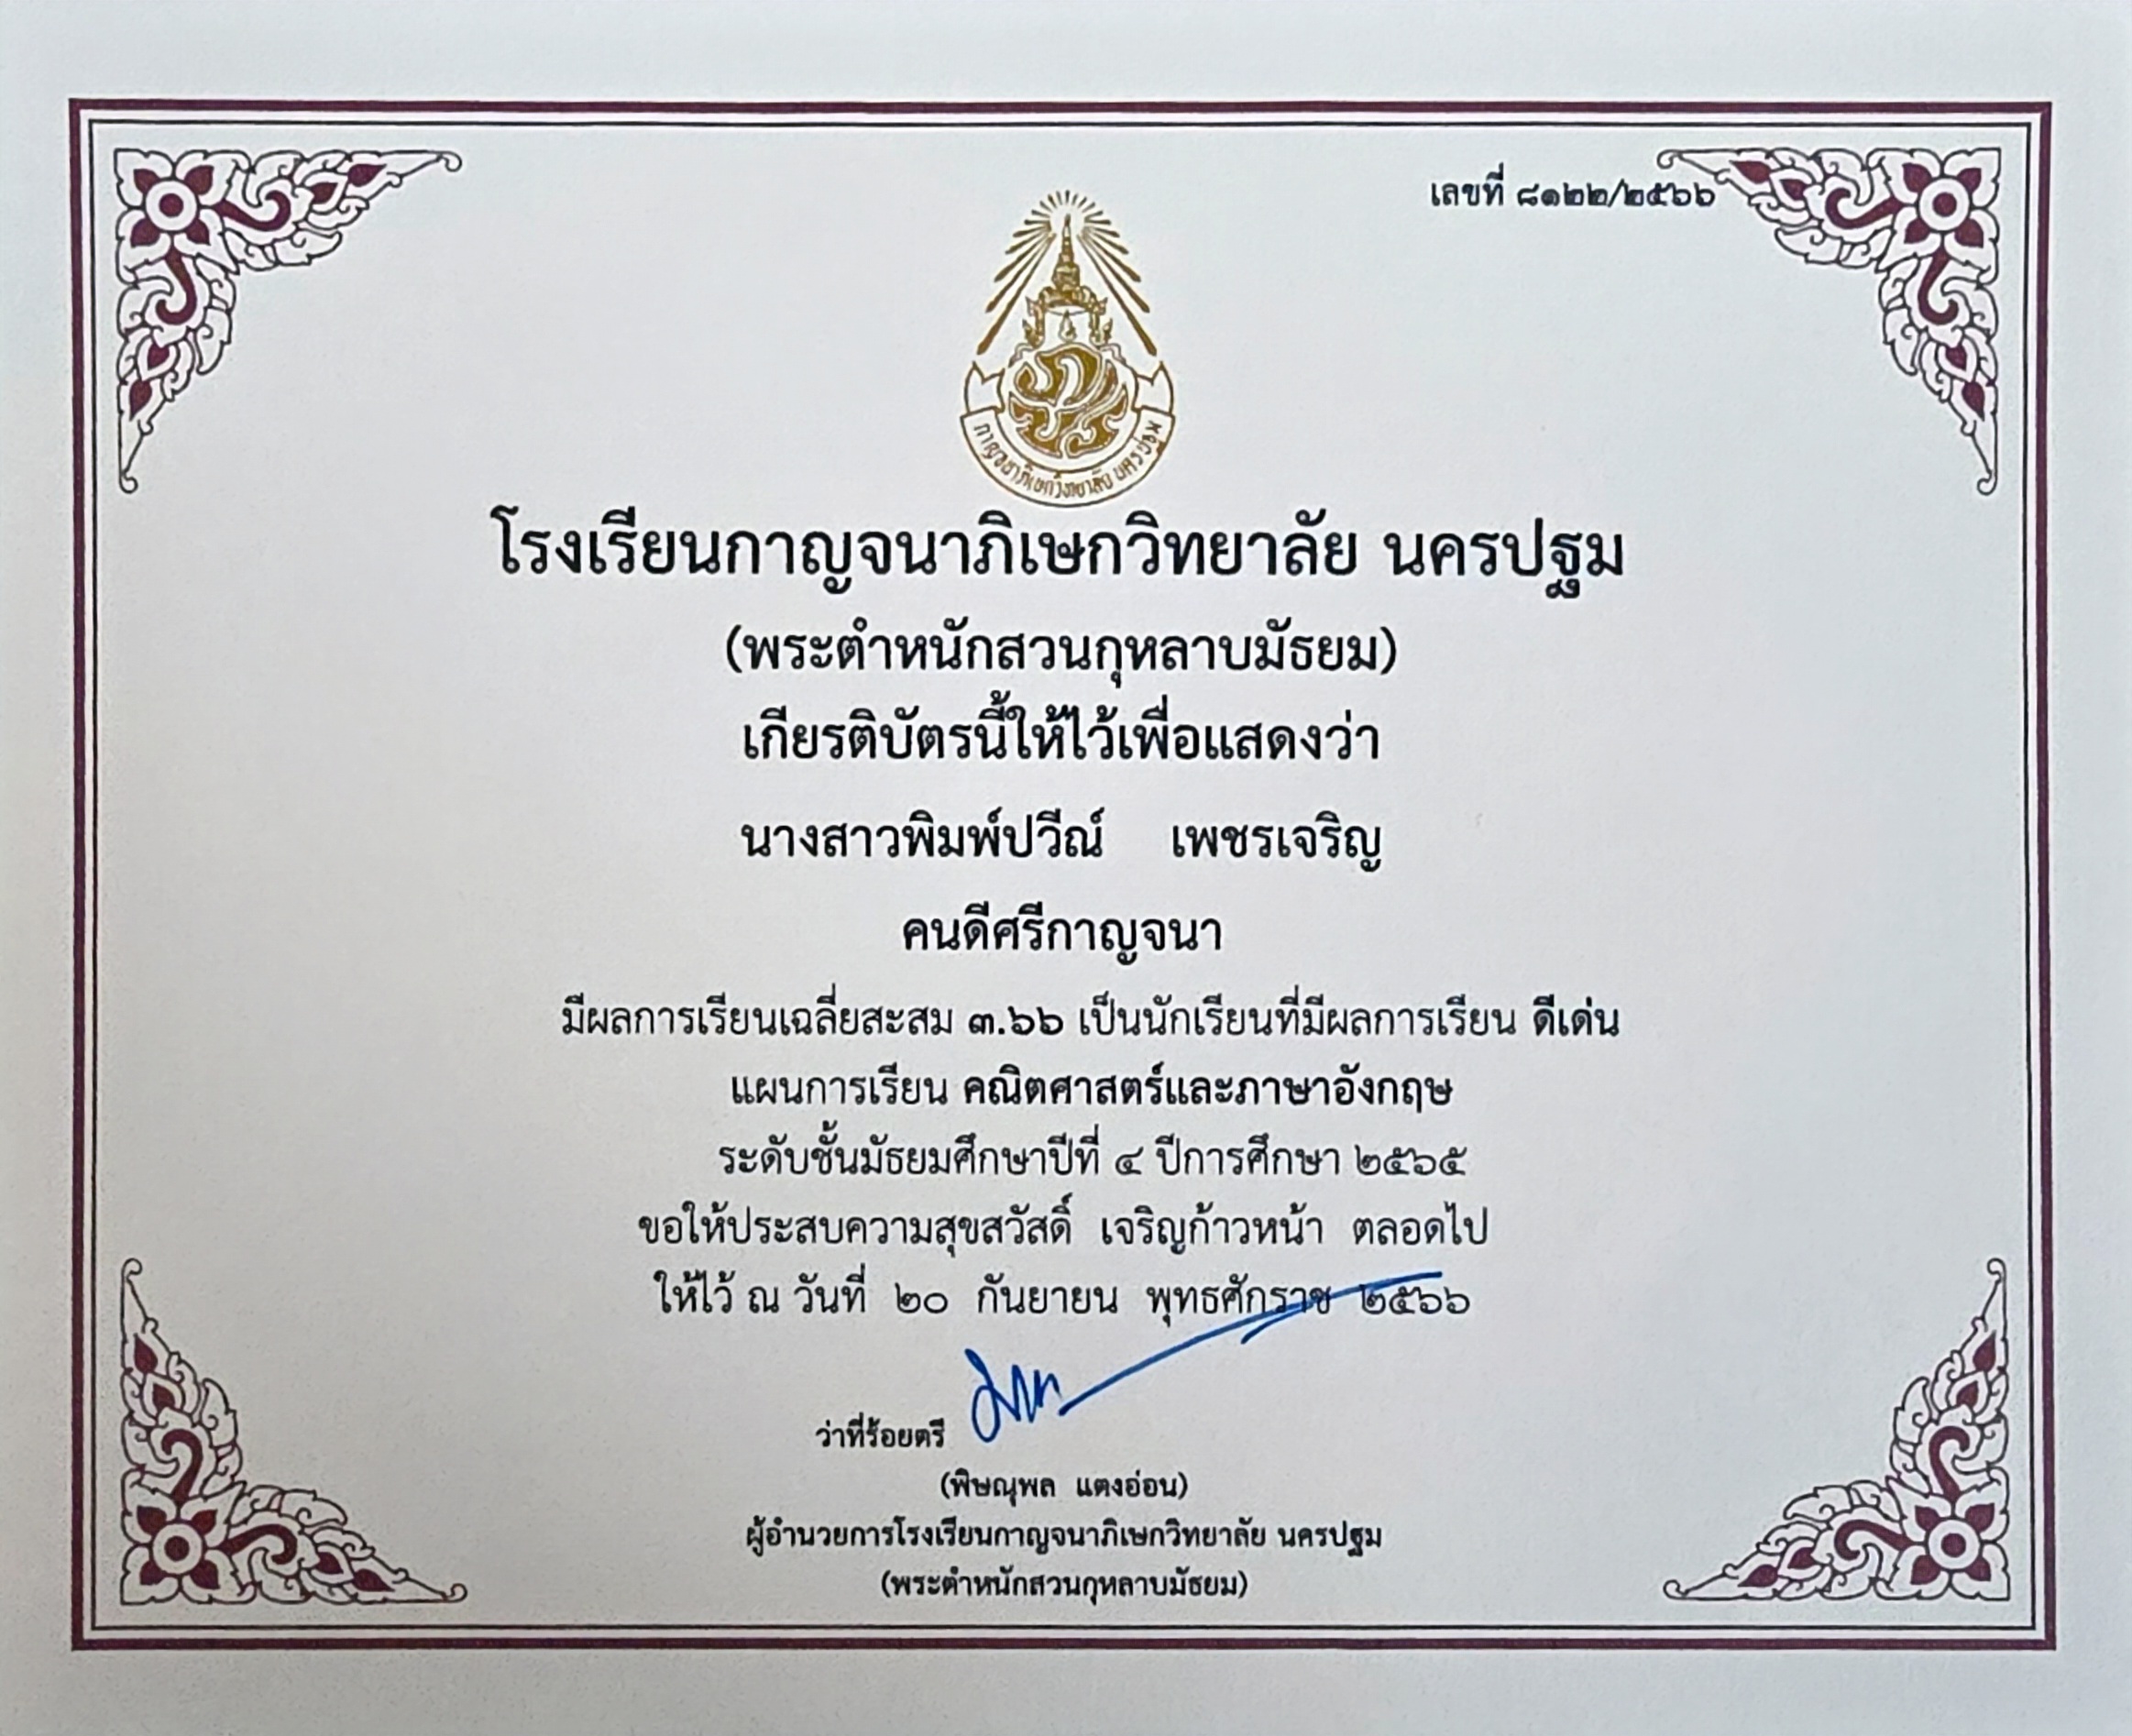 เลขที่ ๘๑๒๒/๒๕๖๖
กาญจนาภิเษกวิทยาลัย นครปฐม
โรงเรียนกาญจนาภิเษกวิทยาลัย นครปฐม
(พระตำหนักสวนกุหลาบมัธยม)
เกียรติบัตรนี้ให้ไว้เพื่อแสดงว่า
นางสาวพิมพ์ปวีณ์ เพชรเจริญ
คนดีศรีกาญจนา
มีผลการเรียนเฉลี่ยสะสม ๓.๖๖ เป็นนักเรียนที่มีผลการเรียน ดีเด่น
แผนการเรียน คณิตศาสตร์และภาษาอังกฤษ
ระดับชั้นมัธยมศึกษาปีที่ ๔ ปีการศึกษา ๒๕๖๕
ขอให้ประสบความสุขสวัสดิ์ เจริญก้าวหน้า ตลอดไป
ให้ไว้ ณ วันที่ ๒๐ กันยายน พุทธศักราช ๒๕๖๖
ว่าที่ร้อยตรี
(พิษณุพล แตงอ่อน)
ผู้อำนวยการโรงเรียนกาญจนาภิเษกวิทยาลัย นครปฐม
(พระตำหนักสวนกุหลาบมัธยม)